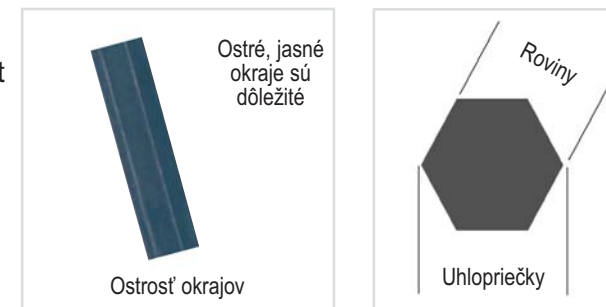 t
Ostré, jasné
okraje sú
dôležité
Ostrosť okrajov
Roviny
Uhlopriečky